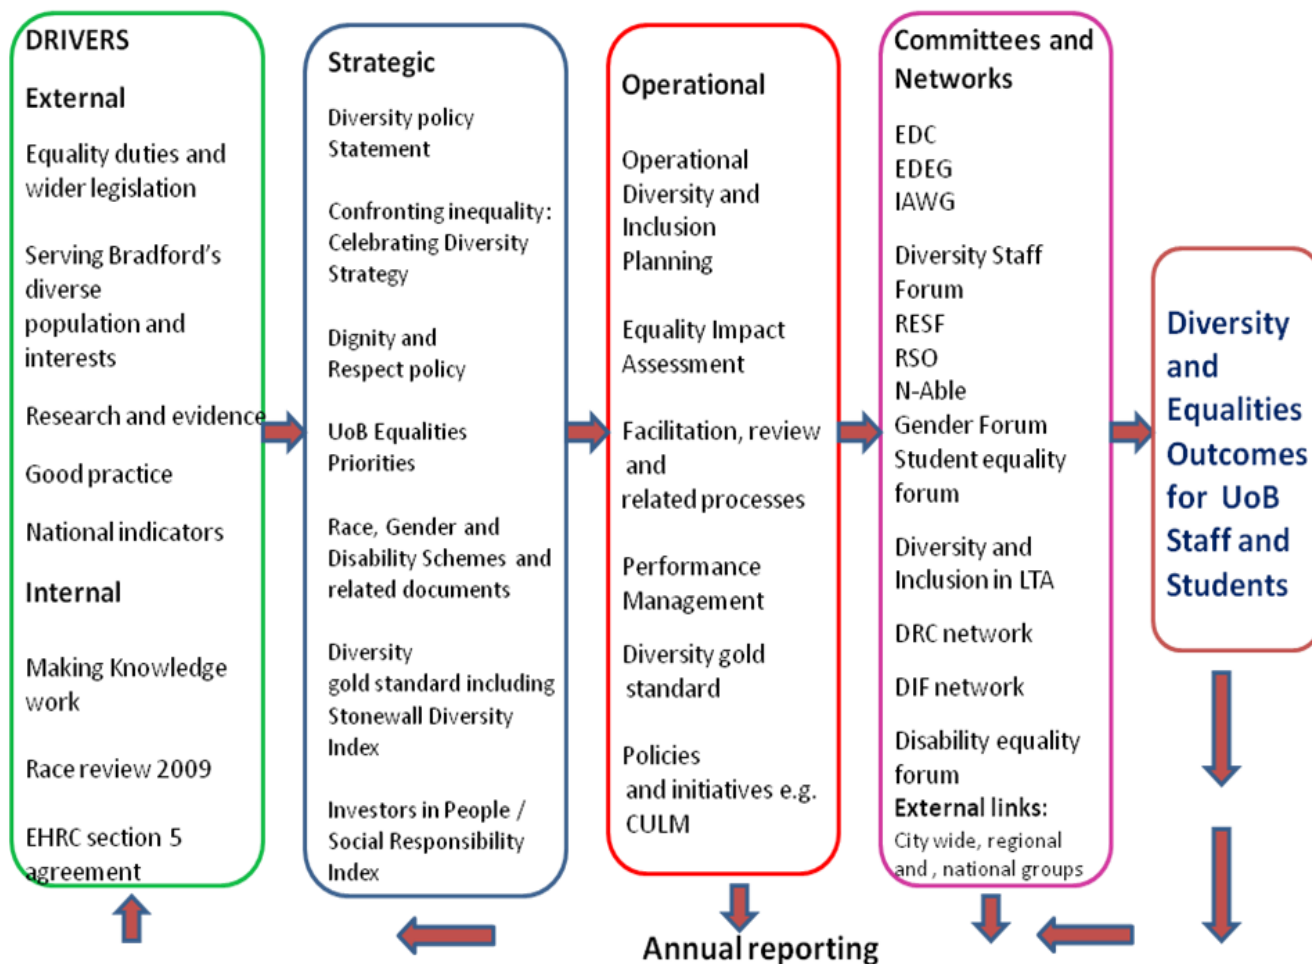 DRIVERS
External
Equality duties and
wider legislation
Serving Bradford's
diverse
population and
interests
Research and evidence
Good practice
National indicators
Internal
Making Knowledge
work
Race review 2009
EHRC section 5
agreement
Strategic
Diversity policy
Statement
Confronting inequality:
Celebrating Diversity
Strategy
Dignity and
Respect policy
UoB Equalities
Priorities
Race, Gender and
Disability Schemes and
related documents
Diversity
gold standard including
Stonewall Diversity
Index
Investors in People /
Social Responsibility
Index
Operational
Operational
Diversity and
Inclusion
Planning
Equality Impact
Assessment
Facilitation, review
and
related processes
Performance
Management
Diversity gold
standard
Policies
and initiatives e.g.
CULM
Committees and
Networks
EDC
EDEG
IAWG
Diversity Staff
Forum
RESF
RSO
N-Able
Gender Forum
Student equality
forum
Diversity and
Inclusion in LTA
DRC network
DIF network
Disability equality
forum
External links:
City wide, regional
and , national groups
Diversity
and
Equalities
Outcomes
for UoB
Staff and
Students
Annual reporting